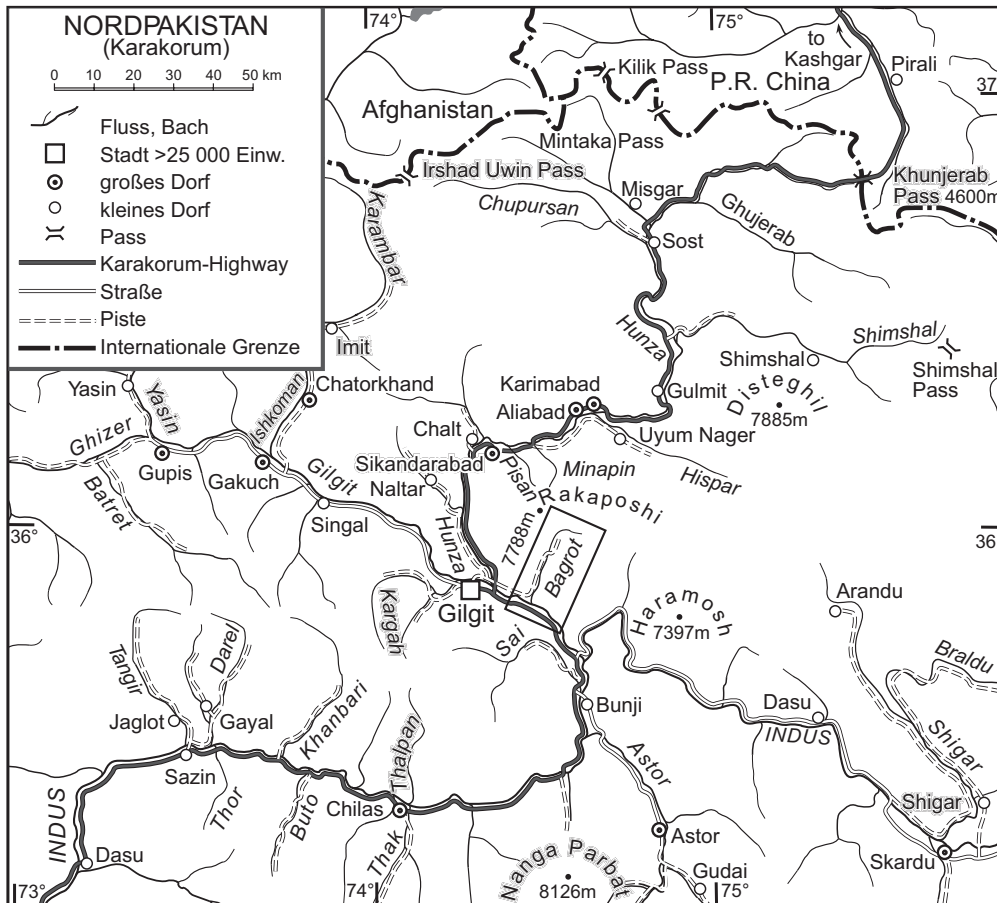 NORDPAKISTAN
(Karakorum)
0 10 20 30 40 50 km
Fluss, Bach
Stadt >25 000 Einw.
großes Dorf
kleines Dorf
Pass
Karakorum-Highway
Straße
Piste
Internationale Grenze
74°
75°
to
Kashgar
Pirali
37
Kilik Pass
P.R. China
Afghanistan
Mintaka Pass
Irshad Uwin Pass
Khunjerab
Pass 4600m
Misgar
Chupursan
Ghujerab
Karambar
Sost
Hunza
Shimshal
Imit
Shimshal
Shimshal
Pass
Yasin
Yasin
Chatorkhand
Karimabad
Aliabad
Gulmit
Disteghil
7885m
Ishkoman
Ghizer
Chalt
Uyum Nager
Gupis
Gakuch
Gilgit
Sikandarabad
Naltar
Pisan
Minapin
Hispar
Batret
Singal
Rakaposhi
7788m
36°
36°
Hunza
Bagrot
Kargah
Gilgit
Haramosh
7397m
Arandu
Sai
Braldu
Tangir
Darel
Jaglot
Gayal
Khanbari
Thalpan
Bunji
Dasu
INDUS
Astor
Shigar
Sazin
Thor
Buto
Chilas
Shigar
INDUS
Thak
Astor
Skardu
Dasu
Nanga Parbat
8126m
Gudai
73°
74°
75°